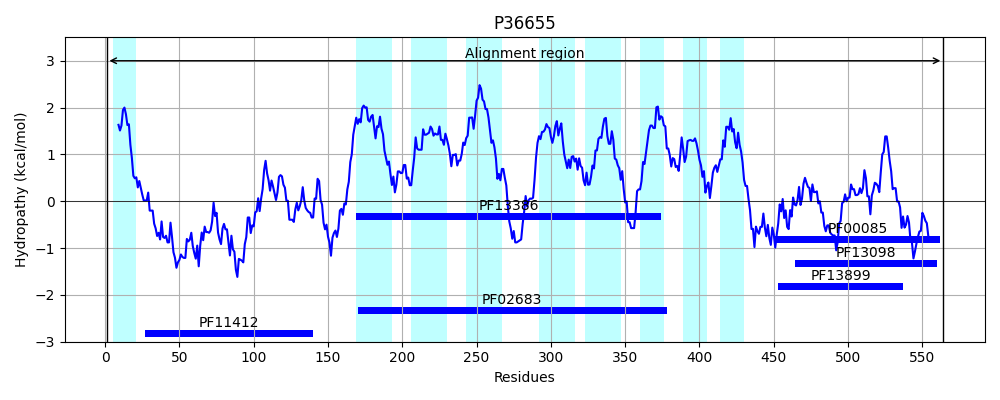 P36655
Alignment region
PF13386
PF00085
PF13098
PF13899
PF02683
PF11412
3
2
1
0
−1
−2
−3
Hydropathy (kcal/mol)
0 50 100 150 200 250 300 350 400 450 500 550
Residues